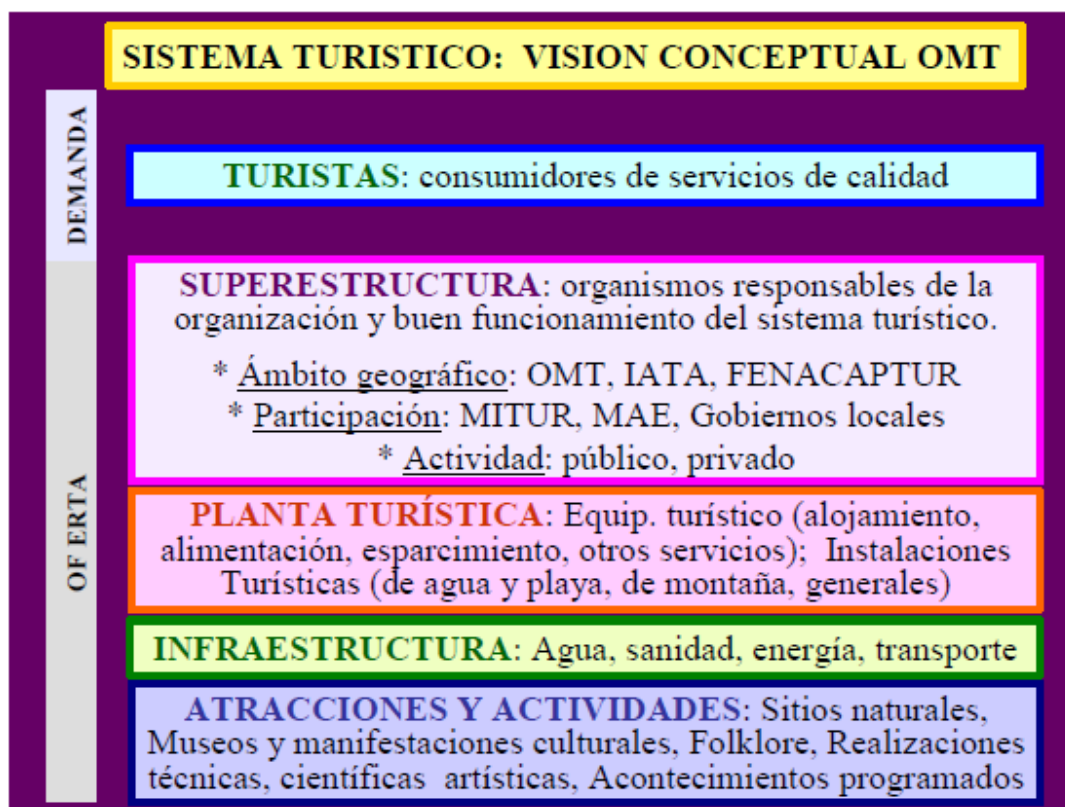 SISTEMA TURISTICO: VISION CONCEPTUAL OMT
DEMANDA
TURISTAS: consumidores de servicios de calidad
OF ERTA
SUPERESTRUCTURA: organismos responsables de la
organización y buen funcionamiento del sistema turístico.
* Ámbito geográfico: OMT, IATA, FENACAPTUR
* Participación: MITUR, MAE, Gobiernos locales
* Actividad: público, privado
PLANTA TURÍSTICA: Equip. turístico (alojamiento,
alimentación, esparcimiento, otros servicios); Instalaciones
Turísticas (de agua y playa, de montaña, generales)
INFRAESTRUCTURA: Agua, sanidad, energía, transporte
ATRACCIONES Y ACTIVIDADES: Sitios naturales,
Museos y manifestaciones culturales, Folklore, Realizaciones
técnicas, científicas artísticas, Acontecimientos programados